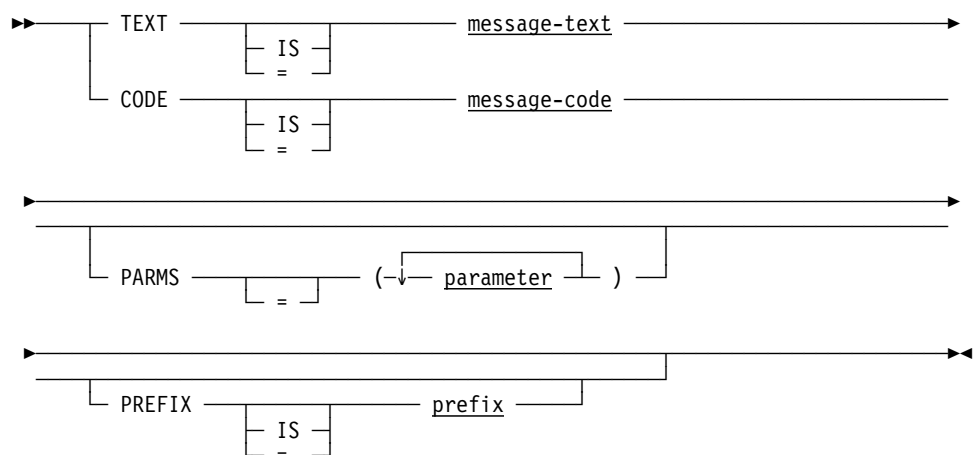 TEXT message-text
IS
=
CODE message-code
IS
=
PARMS ( parameter )
=
PREFIX prefix
IS
=